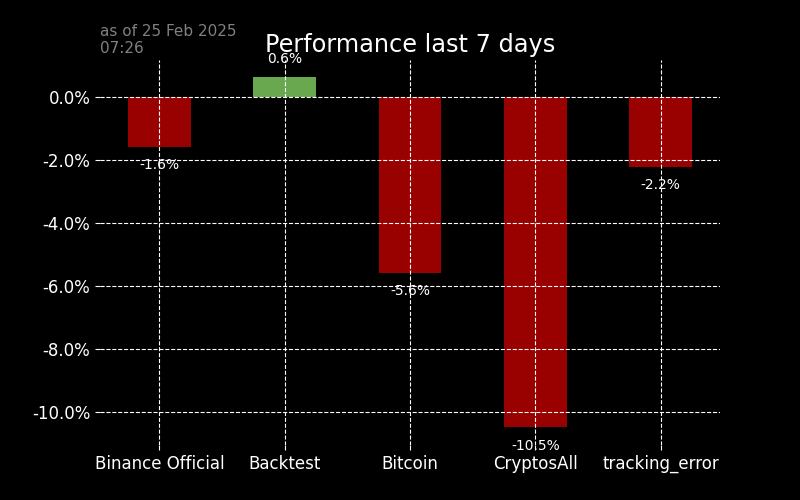 as of 25 Feb 2025
07:26
Performance last 7 days
0.6%
0.0%
-1.6%
-2.0%
-2.2%
-4.0%
-5.6%
-6.0%
-8.0%
-10.0%
-10.5%
Binance Official
Backtest
Bitcoin
CryptosAll
tracking_error